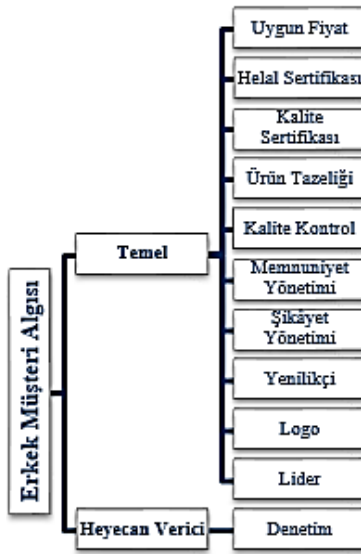 Uygun Fiyat
Helal Sertifikası
Kalite
Sertifikası
Ürün Tazeliği
Kalite Kontrol
Temel
Memnuniyet
Yönetimi
Şikâyet
Yönetimi
Yenilikçi
Logo
Lider
Erkek Müşteri Algısı
Heyecan Verici
Denetim